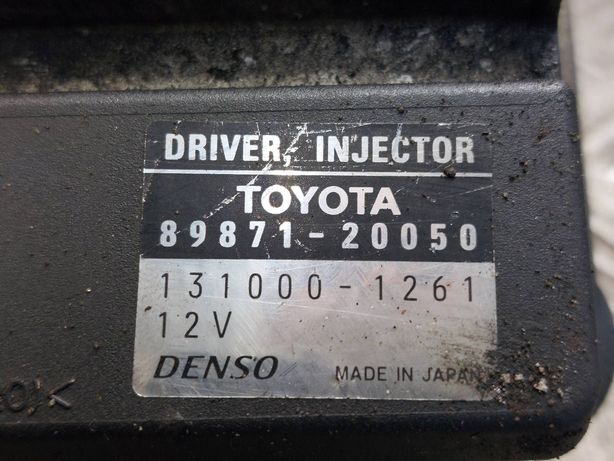 DRIVER, INJECTOR
TOYOTA
89871-20050
131000-1261
12V
DENSO MADE IN JAPAN